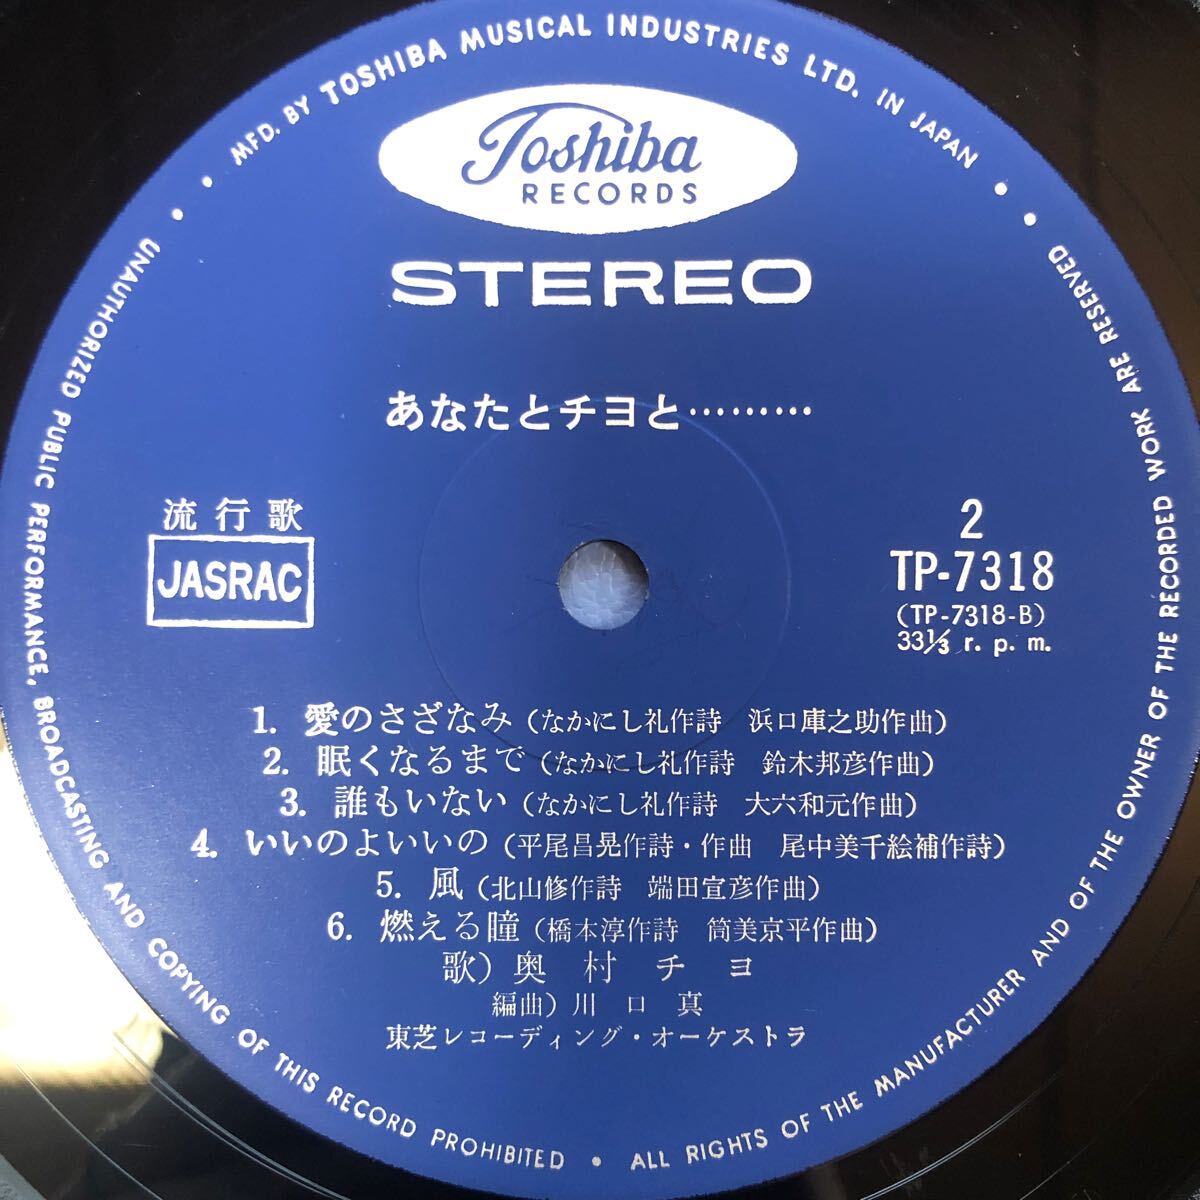 MFD. BY TOSHIBA MUSICAL INDUSTRIES LTD. IN JAPAN
Toshiba
RECORDS
STEREO
あなたとチヨと………
流行歌
JASRAC
2
TP-7318
(TP-7318-B)
33⅓ r. p. m.
1. 愛のさざなみ (なかにし礼作詩 浜口庫之助作曲)
2. 眠くなるまで (なかにし礼作詩 鈴木邦彦作曲)
3. 誰もいない (なかにし礼作詩 大六和元作曲)
4. いいのよいいの (平尾昌晃作詩・作曲 尾中美千絵補作詩)
5. 風 (北山修作詩 端田宣彦作曲)
6. 燃える瞳 (橋本淳作詩 筒美京平作曲)
歌) 奥村チヨ
編曲) 川口真
東芝レコーディング・オーケストラ
UNAUTHORIZED PUBLIC PERFORMANCE, BROADCASTING AND COPYING OF THIS RECORD PROHIBITED • ALL RIGHTS OF THE MANUFACTURER AND OF THE OWNER OF THE RECORDED WORK ARE RESERVED